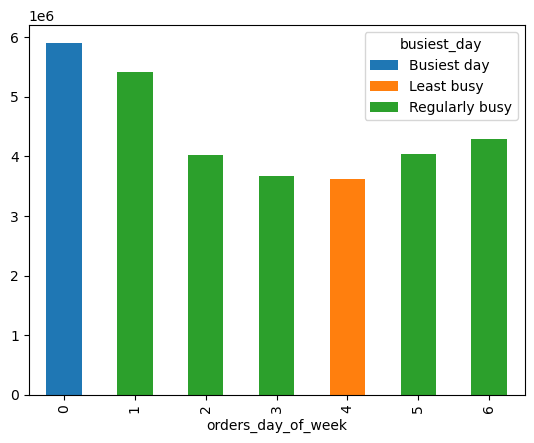 1e6
6
5
4
3
2
1
0
busiest_day
Busiest day
Least busy
Regularly busy
0 1 2 3 4 5 6
orders_day_of_week